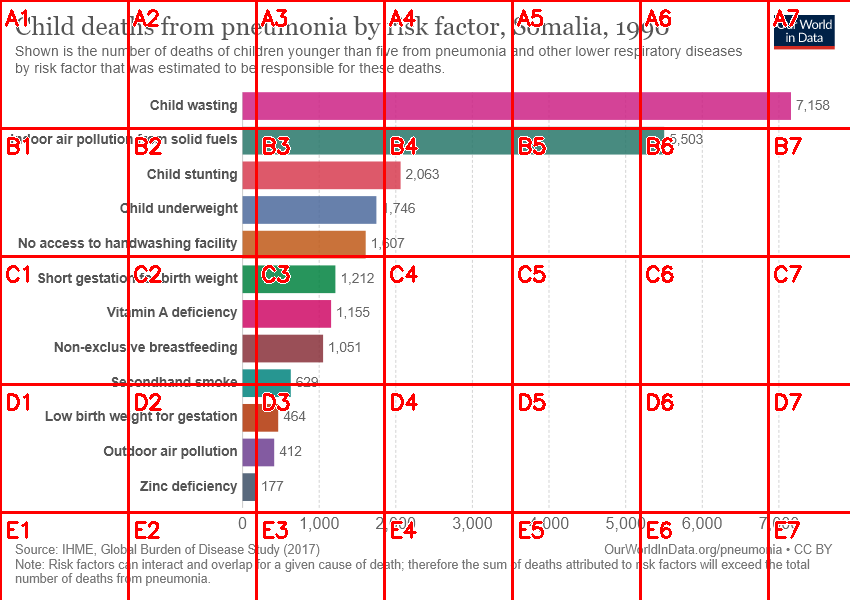 Child deaths from pneumonia by risk factor, Somalia, 1990
Our World
in Data
Shown is the number of deaths of children younger than five from pneumonia and other lower respiratory diseases
by risk factor that was estimated to be responsible for these deaths.
Child wasting 7,158
Indoor air pollution from solid fuels 5,503
Child stunting 2,063
Child underweight 1,746
No access to handwashing facility 1,607
Short gestation for birth weight 1,212
Vitamin A deficiency 1,155
Non-exclusive breastfeeding 1,051
Secondhand smoke 629
Low birth weight for gestation 464
Outdoor air pollution 412
Zinc deficiency 177
0 1,000 2,000 3,000 4,000 5,000 6,000 7,000
Source: IHME, Global Burden of Disease Study (2017) OurWorldInData.org/pneumonia • CC BY
Note: Risk factors can interact and overlap for a given cause of death; therefore the sum of deaths attributed to risk factors will exceed the total
number of deaths from pneumonia.
A1 A2 A3 A4 A5 A6 A7
B1 B2 B3 B4 B5 B6 B7
C1 C2 C3 C4 C5 C6 C7
D1 D2 D3 D4 D5 D6 D7
E1 E2 E3 E4 E5 E6 E7